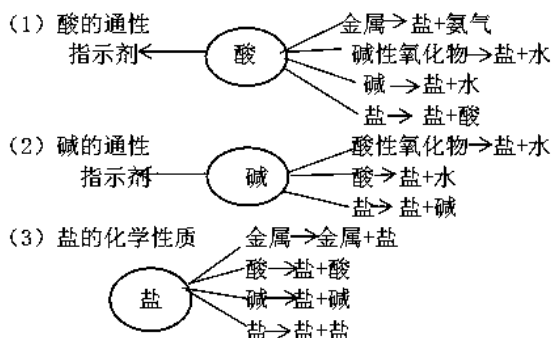 (1)酸的通性 金属→盐+氨气
指示剂← 酸 碱性氧化物→盐+水
碱→盐+水
盐→盐+酸
(2)碱的通性 酸性氧化物→盐+水
指示剂 碱 酸→盐+水
盐→盐+碱
(3)盐的化学性质 金属→金属+盐
酸→盐+酸
盐 碱→盐+碱
盐→盐+盐